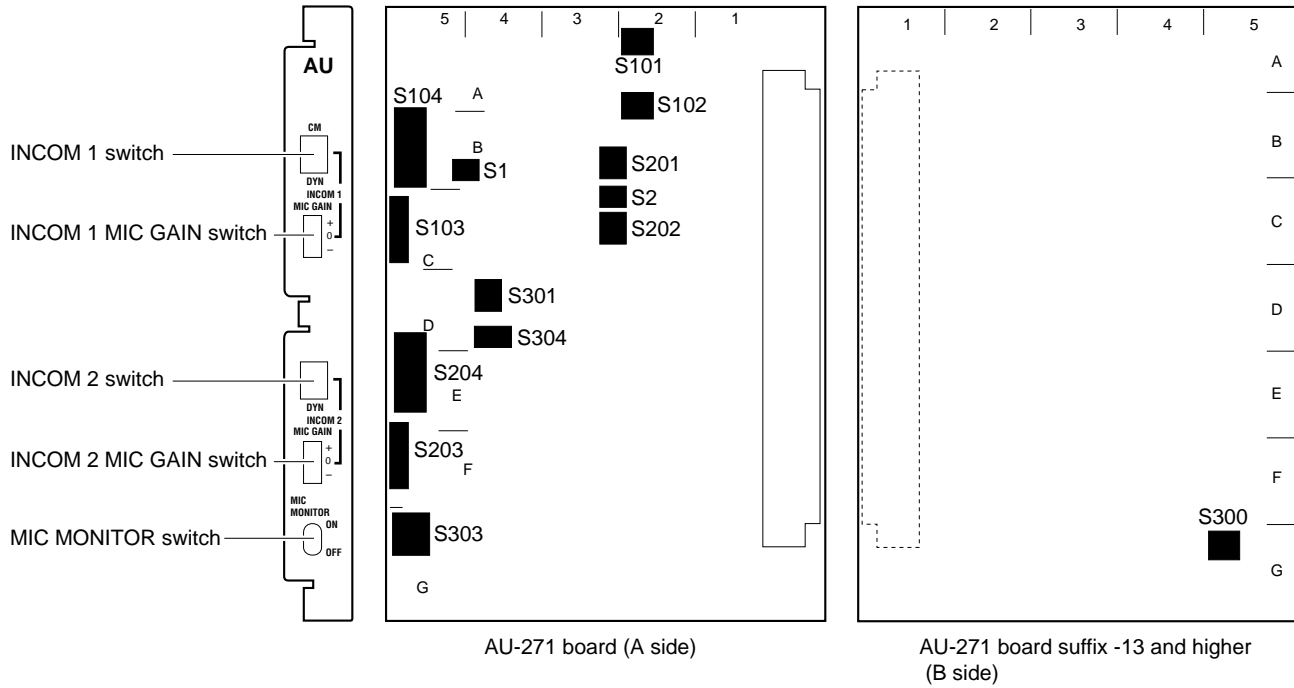 AU
CM
DYN
INCOM 1
MIC GAIN
+
0
–
DYN
INCOM 2
MIC GAIN
+
0
–
MIC
MONITOR
ON
OFF
INCOM 1 switch
INCOM 1 MIC GAIN switch
INCOM 2 switch
INCOM 2 MIC GAIN switch
MIC MONITOR switch
5 4 3 2 1
S101
S104
A
S102
B
S1
S201
S2
S103
S202
C
S301
D
S304
S204
E
S203
F
S303
G
AU-271 board (A side)
1 2 3 4 5
A
B
C
D
E
F
S300
G
AU-271 board suffix -13 and higher
(B side)